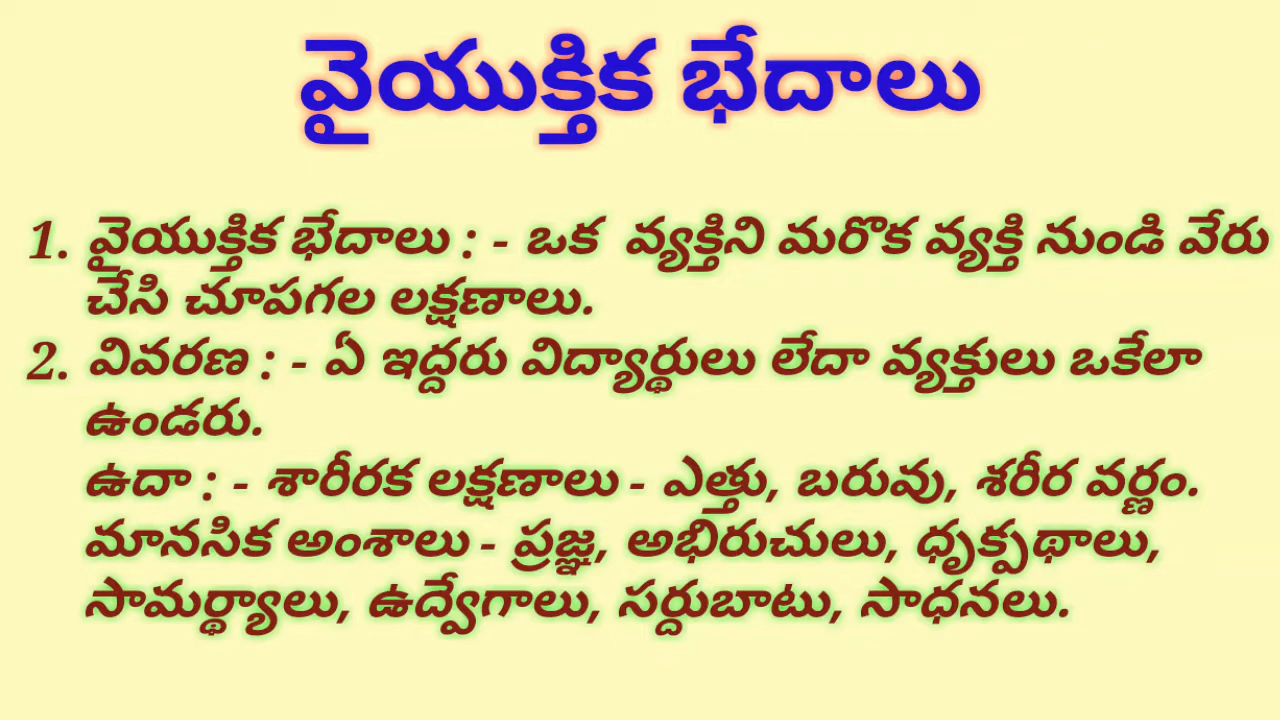 వైయుక్తిక భేదాలు
1. వైయుక్తిక భేదాలు : - ఒక వ్యక్తిని మరొక వ్యక్తి నుండి వేరు
చేసి చూపగల లక్షణాలు.
2. వివరణ : - ఏ ఇద్దరు విద్యార్థులు లేదా వ్యక్తులు ఒకేలా
ఉండరు.
ఉదా : - శారీరక లక్షణాలు - ఎత్తు, బరువు, శరీర వర్ణం.
మానసిక అంశాలు - ప్రజ్ఞ, అభిరుచులు, ధృక్పథాలు,
సామర్థ్యాలు, ఉద్వేగాలు, సర్దుబాటు, సాధనలు.